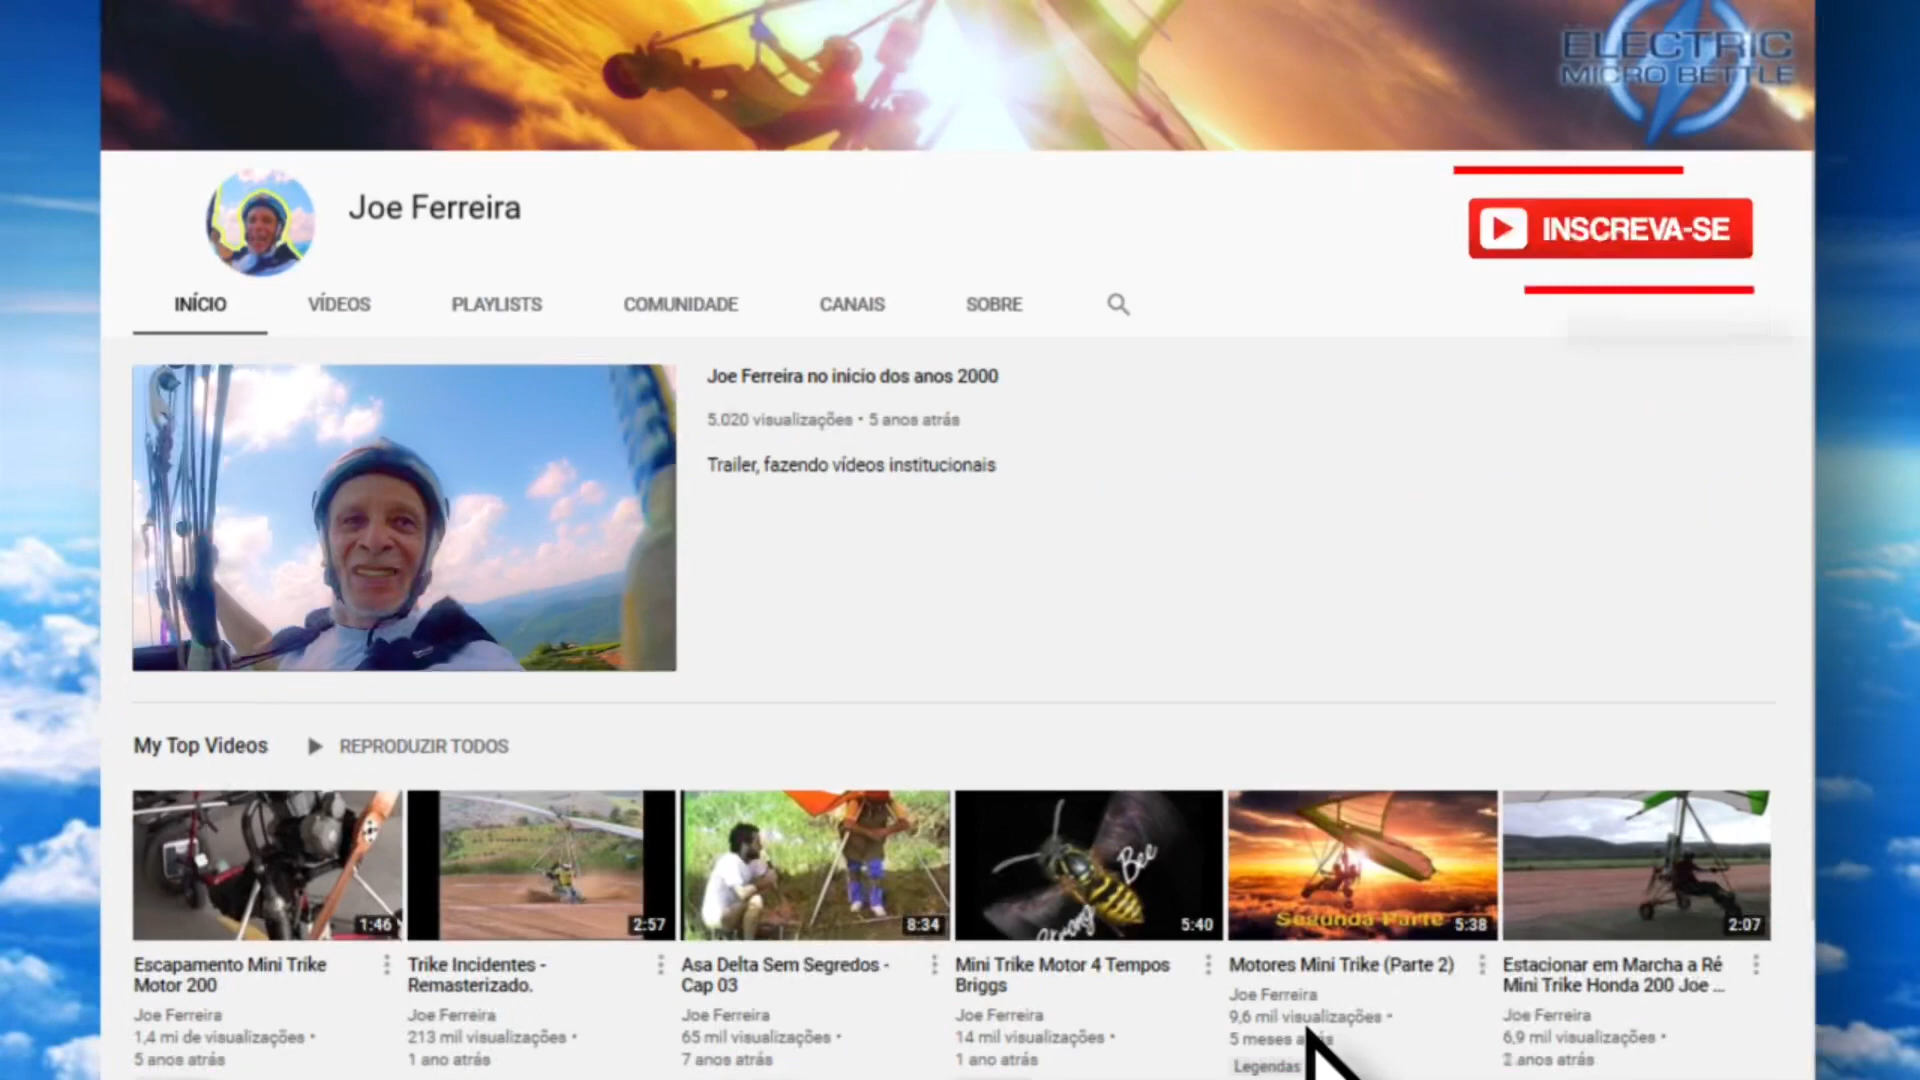 ELECTRIC
MICRO BETTLE
Joe Ferreira
INSCREVA-SE
INÍCIO
VÍDEOS
PLAYLISTS
COMUNIDADE
CANAIS
SOBRE
Joe Ferreira no inicio dos anos 2000
5.020 visualizações • 5 anos atrás
Trailer, fazendo vídeos institucionais
My Top Videos
REPRODUZIR TODOS
1:46
2:57
8:34
Bee
Strong
5:40
Segunda Parte
5:38
2:07
Escapamento Mini Trike
Motor 200
Joe Ferreira
1,4 mi de visualizações •
5 anos atrás
Trike Incidentes -
Remasterizado.
Joe Ferreira
213 mil visualizações •
1 ano atrás
Asa Delta Sem Segredos -
Cap 03
Joe Ferreira
65 mil visualizações •
7 anos atrás
Mini Trike Motor 4 Tempos
Briggs
Joe Ferreira
14 mil visualizações •
1 ano atrás
Motores Mini Trike (Parte 2)
Joe Ferreira
9,6 mil visualizações •
5 meses atrás
Legendas
Estacionar em Marcha a Ré
Mini Trike Honda 200 Joe ...
Joe Ferreira
6,9 mil visualizações •
2 anos atrás